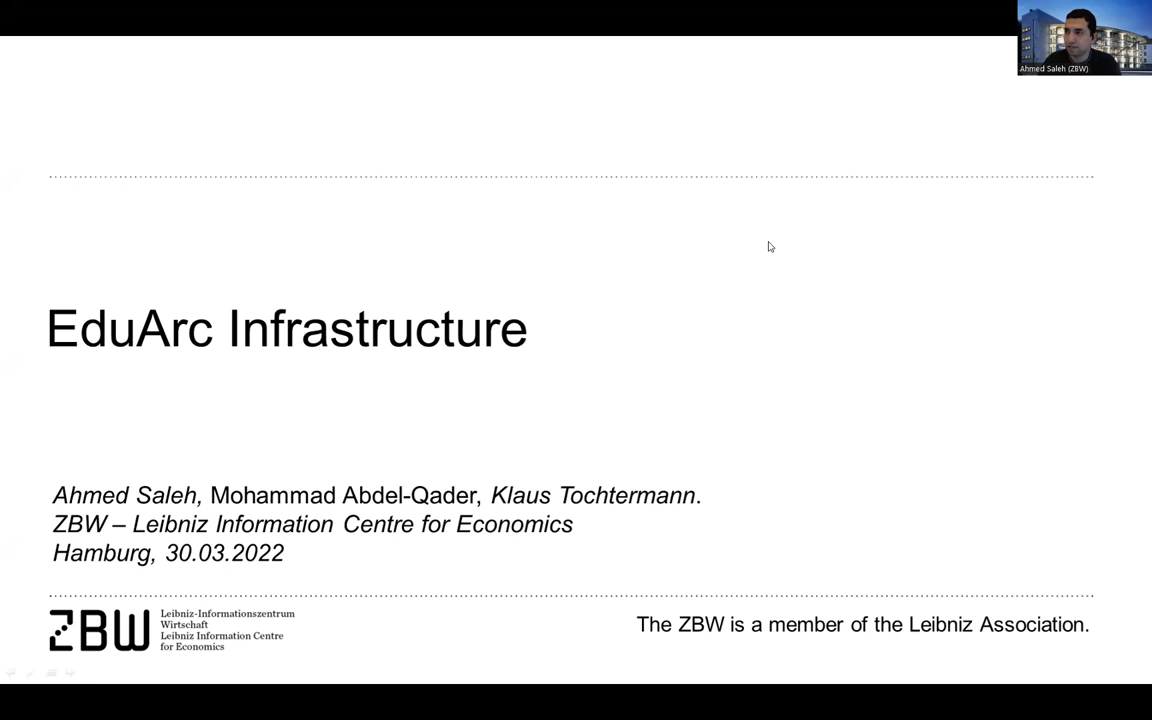 Ahmed Saleh (ZBW)
EduArc Infrastructure
Ahmed Saleh, Mohammad Abdel-Qader, Klaus Tochtermann.
ZBW – Leibniz Information Centre for Economics
Hamburg, 30.03.2022
ZBW
Leibniz-Informationszentrum
Wirtschaft
Leibniz Information Centre
for Economics
The ZBW is a member of the Leibniz Association.